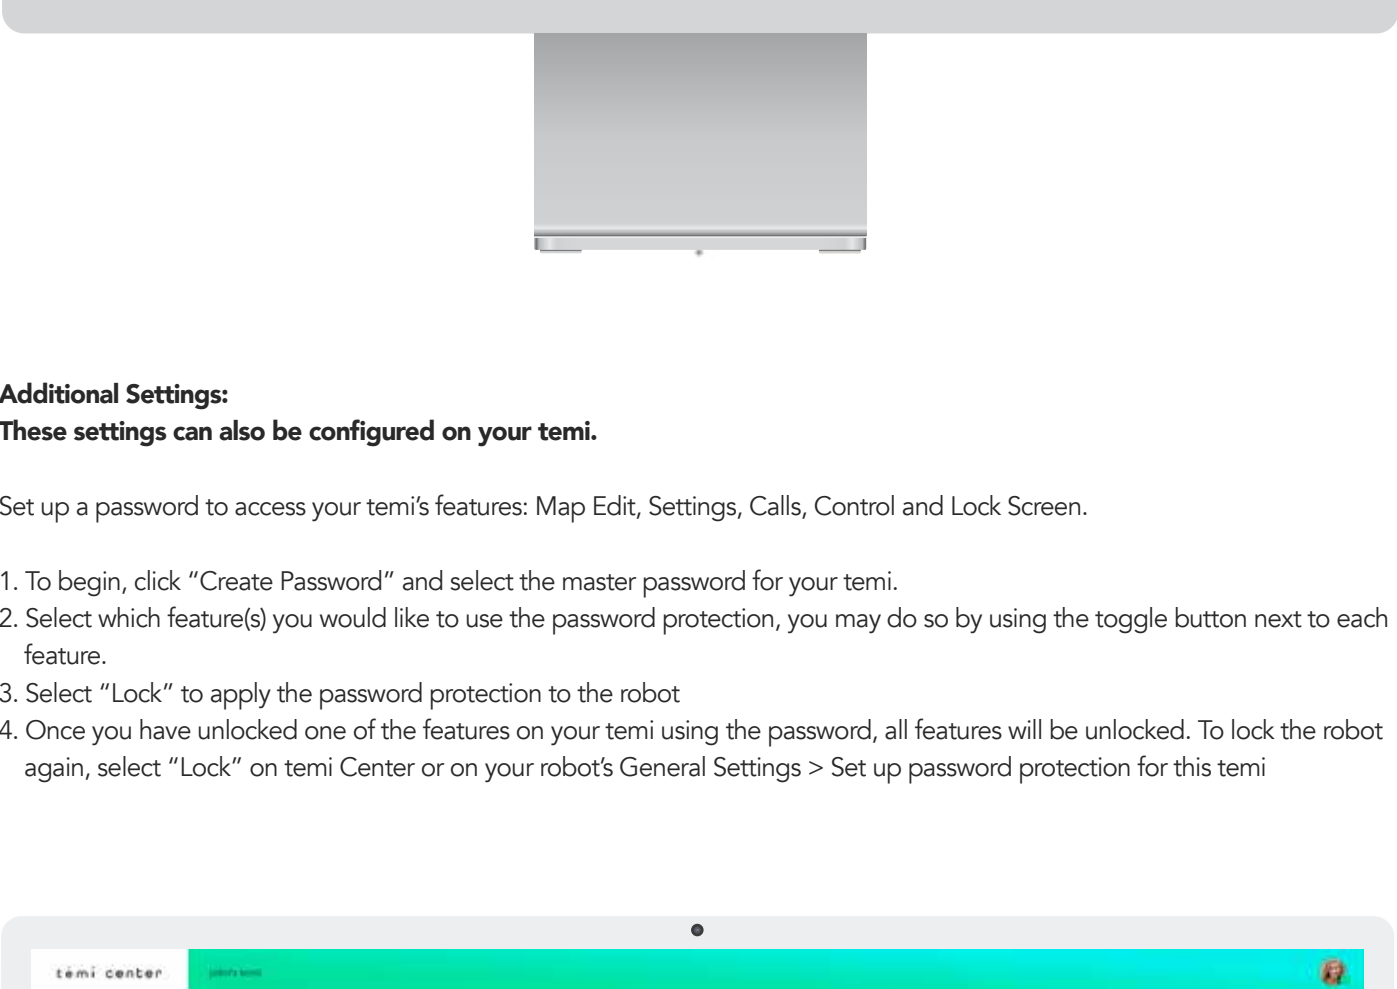 Additional Settings:
These settings can also be configured on your temi.
Set up a password to access your temi’s features: Map Edit, Settings, Calls, Control and Lock Screen.
1. To begin, click “Create Password” and select the master password for your temi.
2. Select which feature(s) you would like to use the password protection, you may do so by using the toggle button next to each
feature.
3. Select “Lock” to apply the password protection to the robot
4. Once you have unlocked one of the features on your temi using the password, all features will be unlocked. To lock the robot
again, select “Lock” on temi Center or on your robot’s General Settings > Set up password protection for this temi
temi center